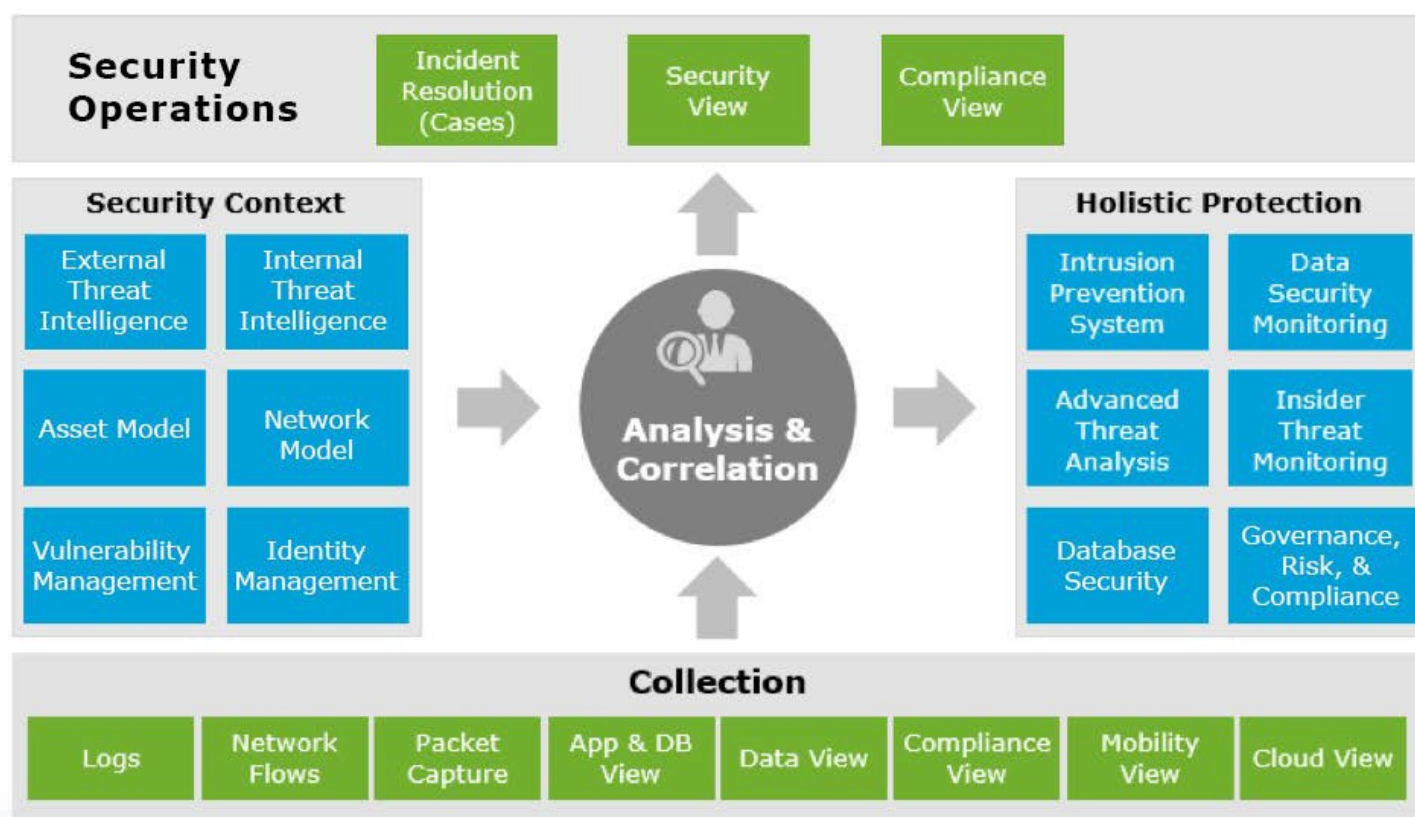 Security
Operations
Incident
Resolution
(Cases)
Security
View
Compliance
View
Security Context
External
Threat
Intelligence
Internal
Threat
Intelligence
Asset Model
Network
Model
Vulnerability
Management
Identity
Management
Analysis &
Correlation
Holistic Protection
Intrusion
Prevention
System
Data
Security
Monitoring
Advanced
Threat
Analysis
Insider
Threat
Monitoring
Database
Security
Governance,
Risk, &
Compliance
Collection
Logs
Network
Flows
Packet
Capture
App & DB
View
Data View
Compliance
View
Mobility
View
Cloud View